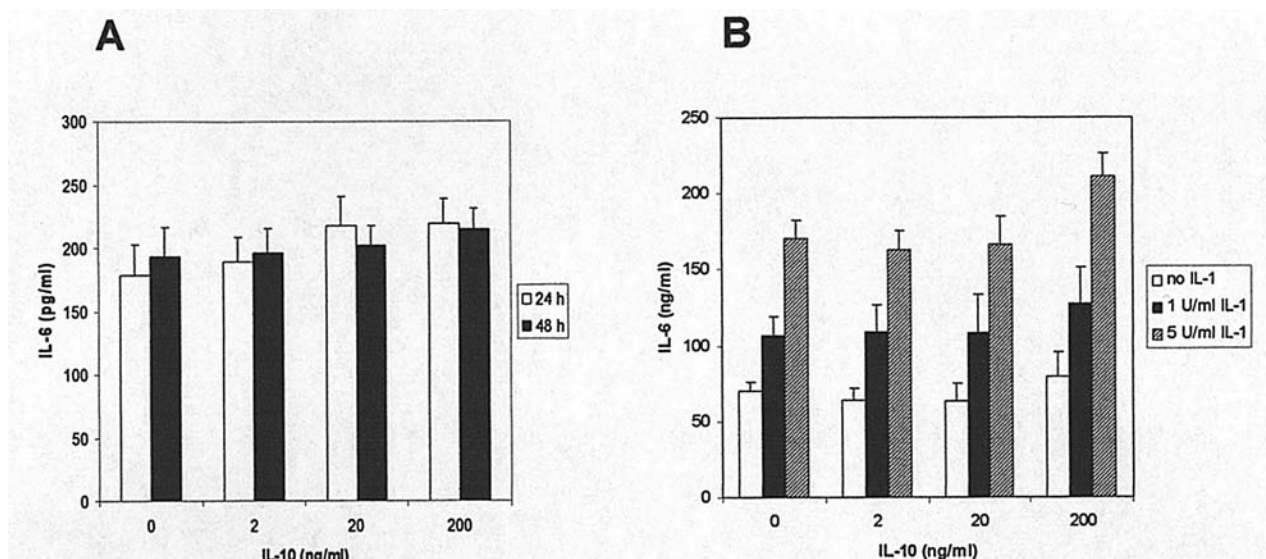 A
300
250
200
150
100
50
0
IL-6 (pg/ml)
0 2 20 200
IL-10 (ng/ml)
24 h
48 h
B
250
200
150
100
50
0
IL-6 (ng/ml)
0 2 20 200
IL-10 (ng/ml)
no IL-1
1 U/ml IL-1
5 U/ml IL-1